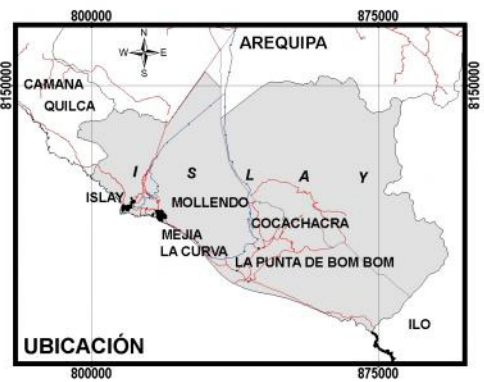 800000
875000
N
W E
S
AREQUIPA
8150000
8150000
CAMANA
QUILCA
I S L A Y
ISLAY
MOLLENDO
COCACHACRA
MEJIA
LA CURVA
LA PUNTA DE BOM BOM
ILO
UBICACIÓN
800000
875000